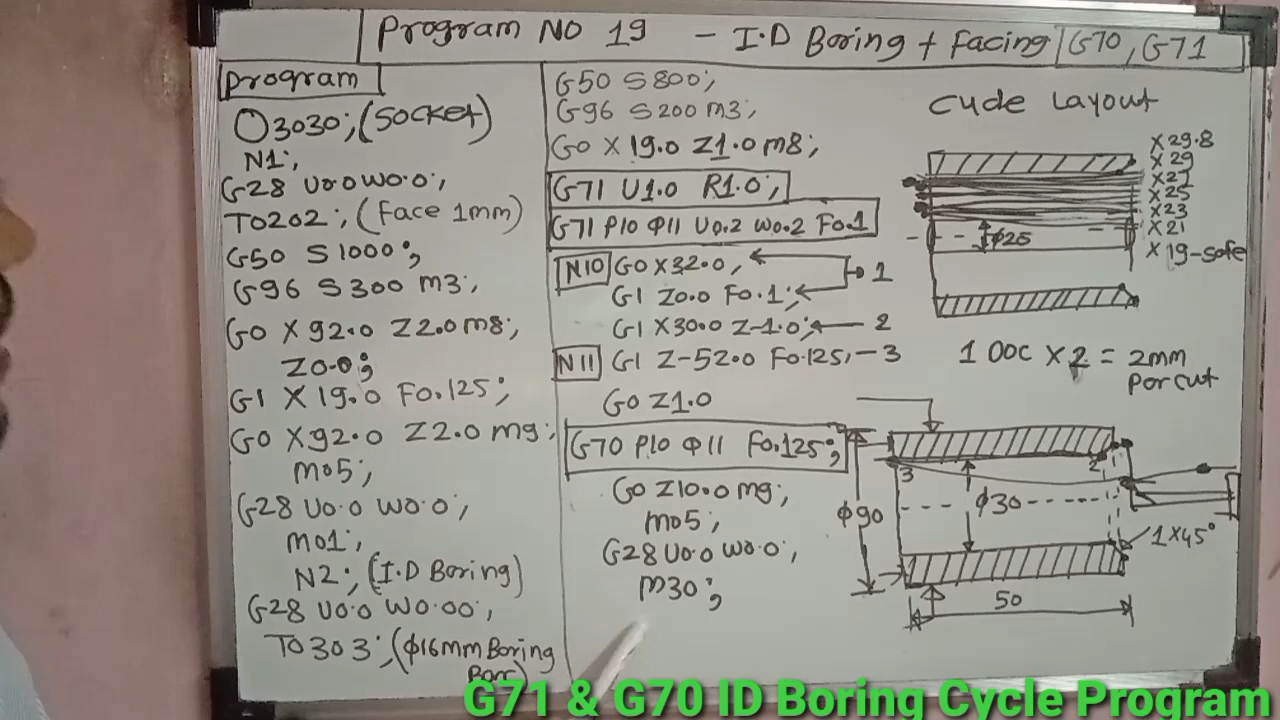 Program NO 19 - I.D Boring + Facing G70, G71
Program
O3030; (Socket)
N1;
G28 U0.0 W0.0;
T0202; (Face 1mm)
G50 S1000;
G96 S300 m3;
G0 X92.0 Z2.0 m8;
Z0.0;
G1 X19.0 F0.125;
G0 X92.0 Z2.0 m9;
m05;
G28 U0.0 W0.0;
m01;
N2; (I.D Boring)
G28 U0.0 W0.00;
T0303; (Φ16mm Boring
Bar)
G50 S800;
G96 S200 m3;
G0 X 19.0 Z1.0 m8;
G71 U1.0 R1.0;
G71 P10 Q11 U0.2 W0.2 F0.1
N10 G0 X32.0;
1
G1 Z0.0 F0.1;
G1 X30.0 Z-1.0; 2
N11 G1 Z-52.0 F0.125; -3
G0 Z1.0
G70 P10 Q11 F0.125;
G0 Z10.0 m9;
m05;
G28 U0.0 W0.0;
M30;
Cycle Layout
X29.8
X29
X27
X25
X23
X21
X19-Safe
Φ25
1 DOC X 2 = 2mm
Per cut
3
2
Φ90
Φ30
1X45°
50
G71 & G70 ID Boring Cycle Program